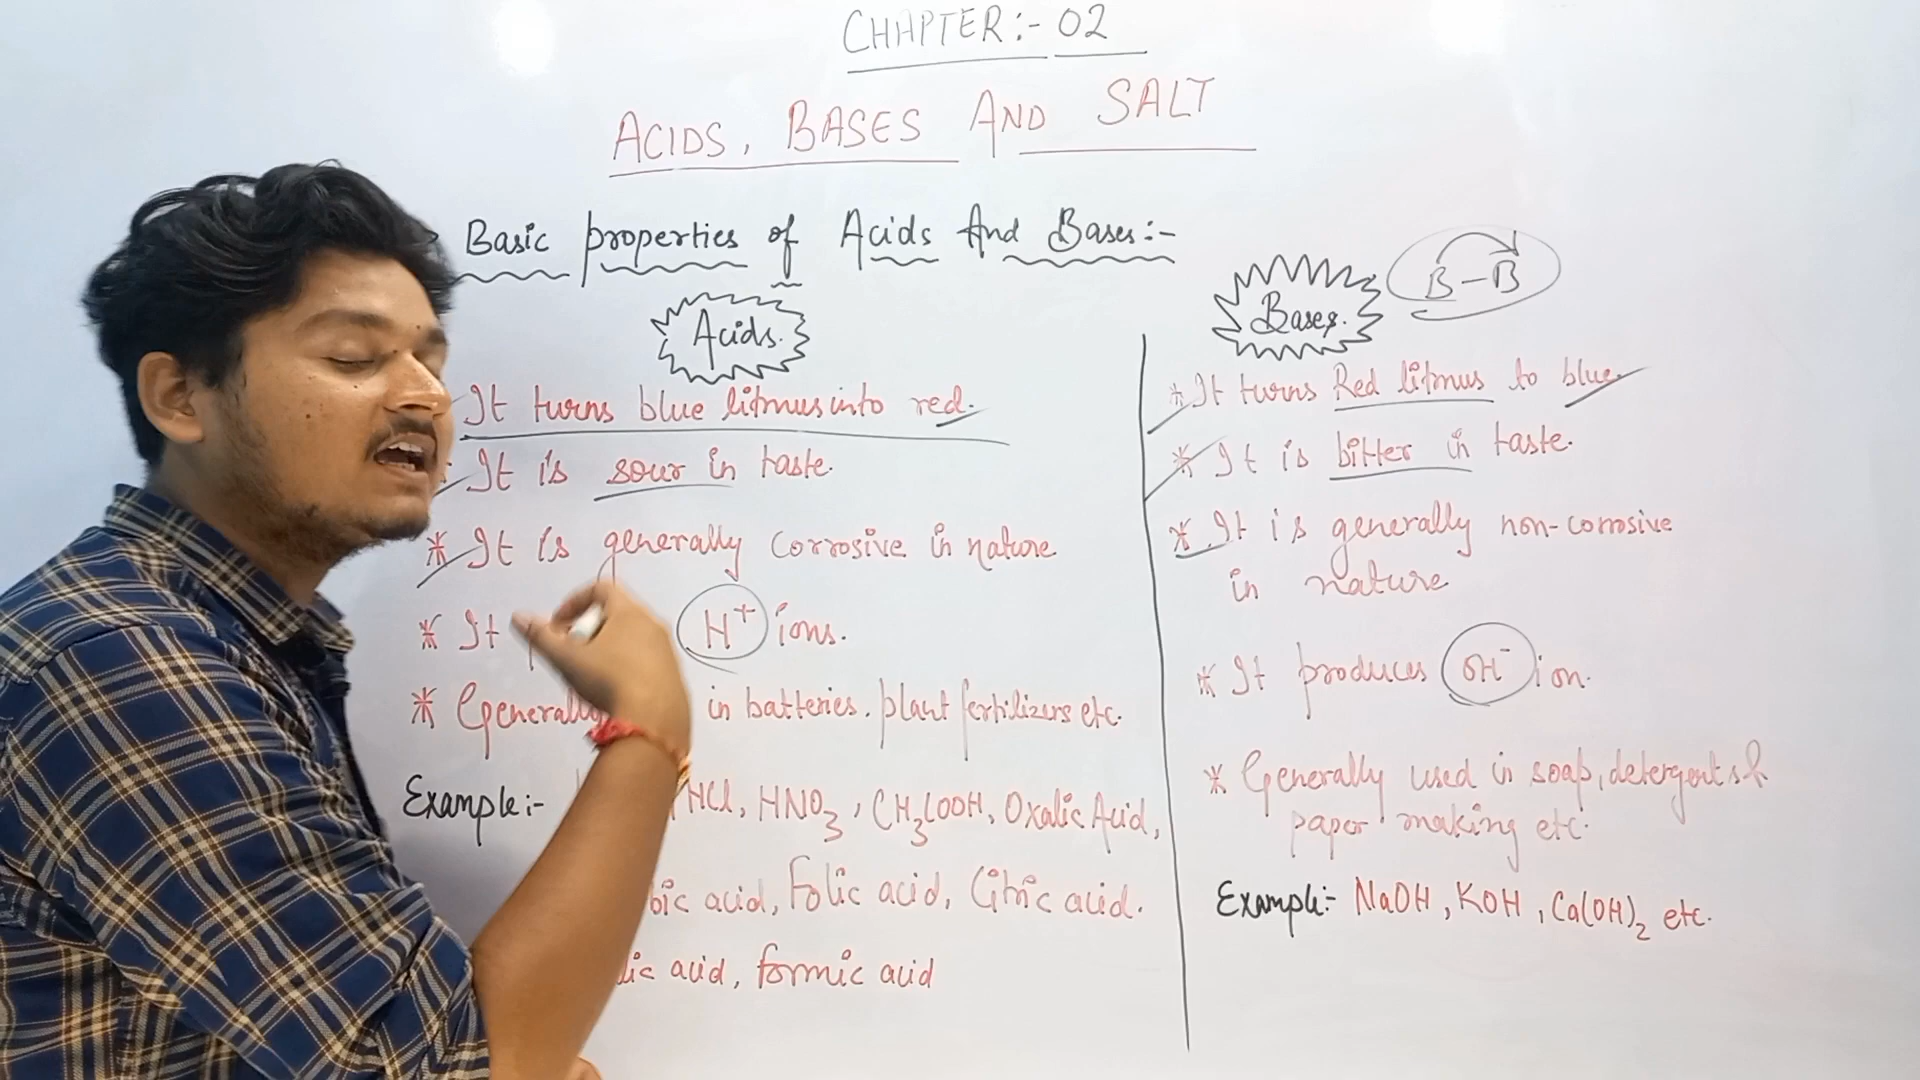 CHAPTER:- 02
ACIDS, BASES AND SALT
Basic properties of Acids And Bases:-
Acids.
It turns blue litmus into red.
* It is sour in taste.
* It is generally corrosive in nature
* It H+ ions.
* Generally in batteries, plant fertilizers etc.
Example:- HCl, HNO3, CH3COOH, Oxalic Acid,
acid, Folic acid, Citric acid.
acid, formic acid
Bases.
B-B
* It turns Red litmus to blue.
* It is bitter in taste.
* It is generally non-corrosive
in nature
* It produces OH- ion.
* Generally used in soap, detergents &
paper making etc.
Example:- NaOH, KOH, Ca(OH)2 etc.